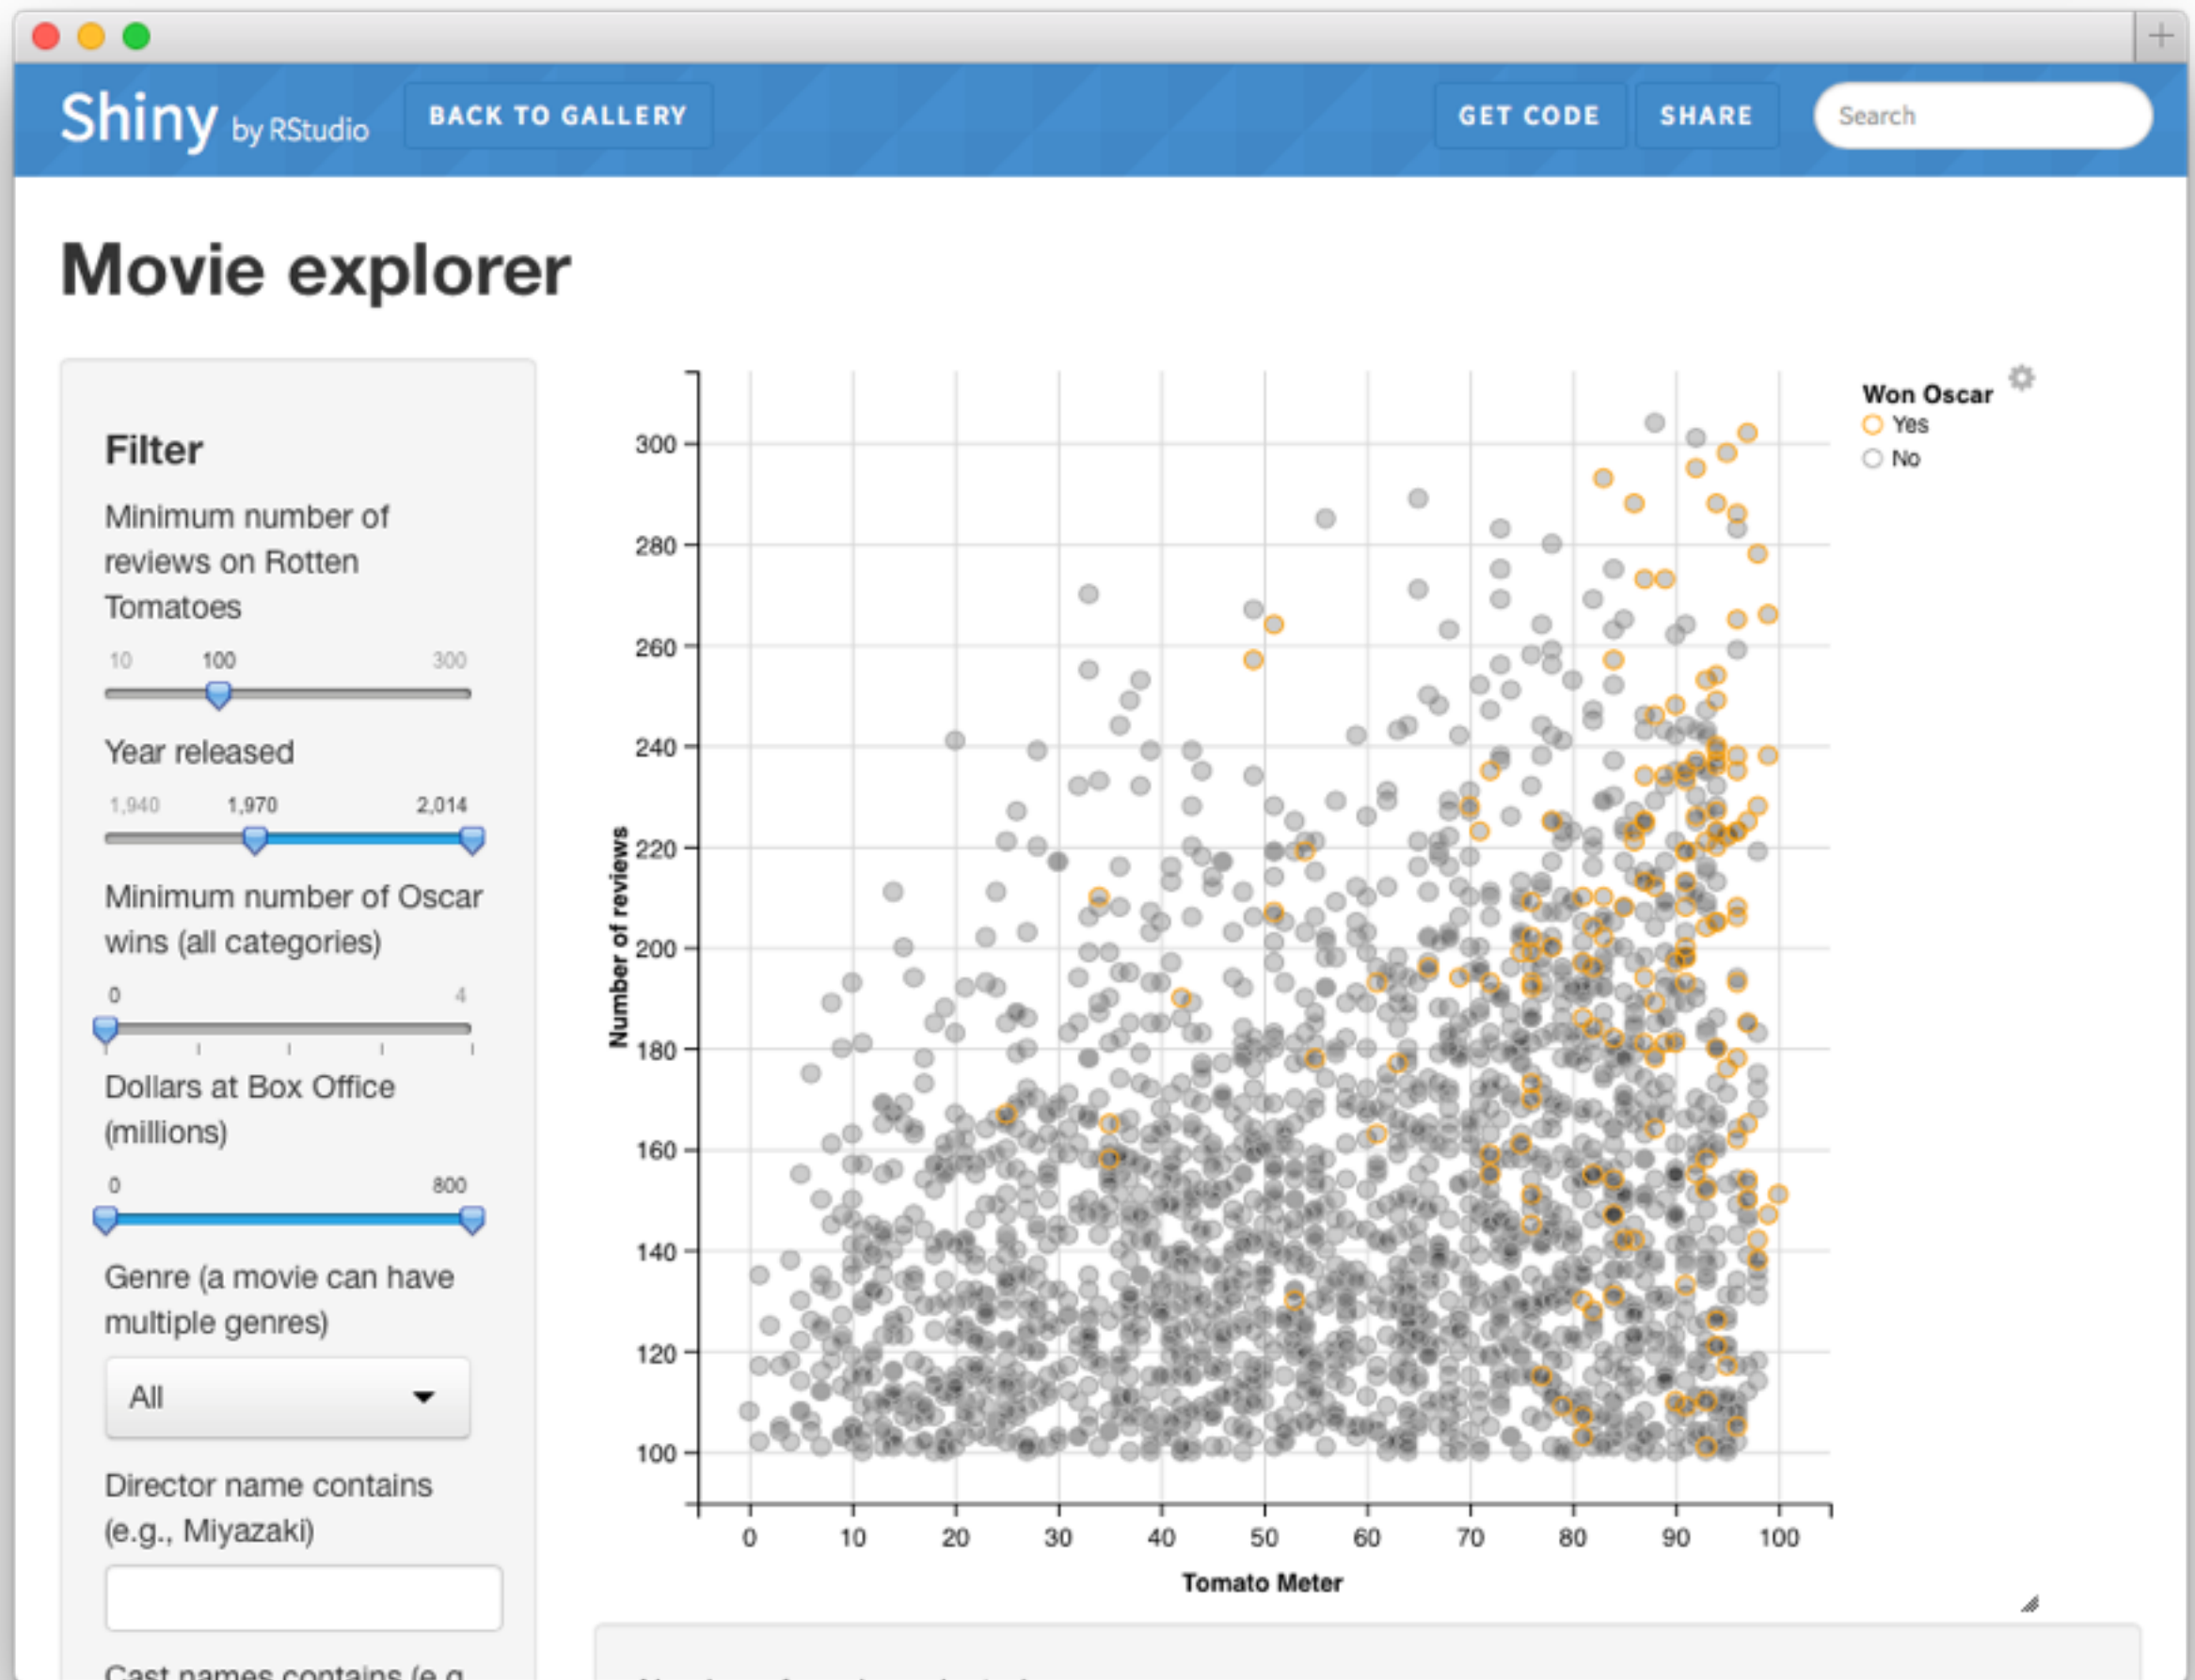 Shiny by RStudio
BACK TO GALLERY
GET CODE
SHARE
Search
Movie explorer
Filter
Minimum number of
reviews on Rotten
Tomatoes
10 100 300
Year released
1,940 1,970 2,014
Minimum number of Oscar
wins (all categories)
0 4
Dollars at Box Office
(millions)
0 800
Genre (a movie can have
multiple genres)
All
Director name contains
(e.g., Miyazaki)
Cast names contains (e.g.
Number of reviews
300
280
260
240
220
200
180
160
140
120
100
0 10 20 30 40 50 60 70 80 90 100
Tomato Meter
Won Oscar
Yes
No